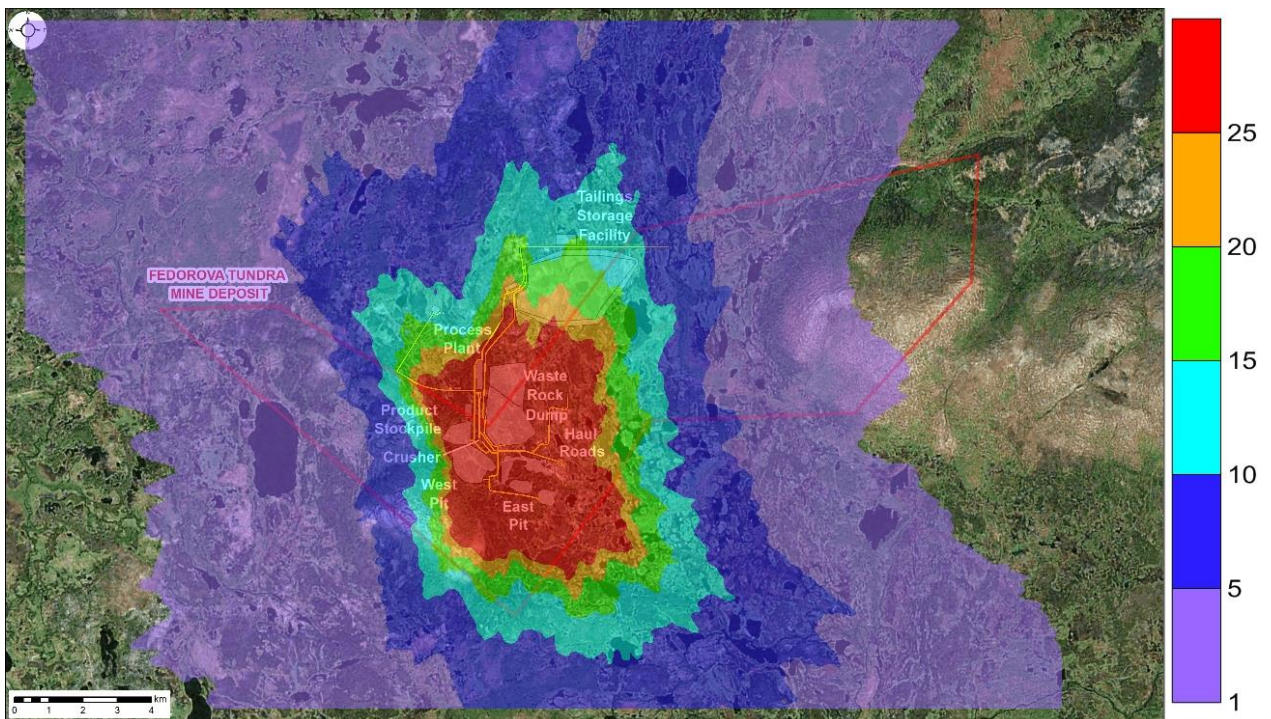 Tailings
Storage
Facility
FEDOROVA TUNDRA
MINE DEPOSIT
Process
Plant
Waste
Rock
Dump
Product
Stockpile
Haul
Roads
Crusher
West
Pit
East
Pit
25
20
15
10
5
1
km
0 1 2 3 4